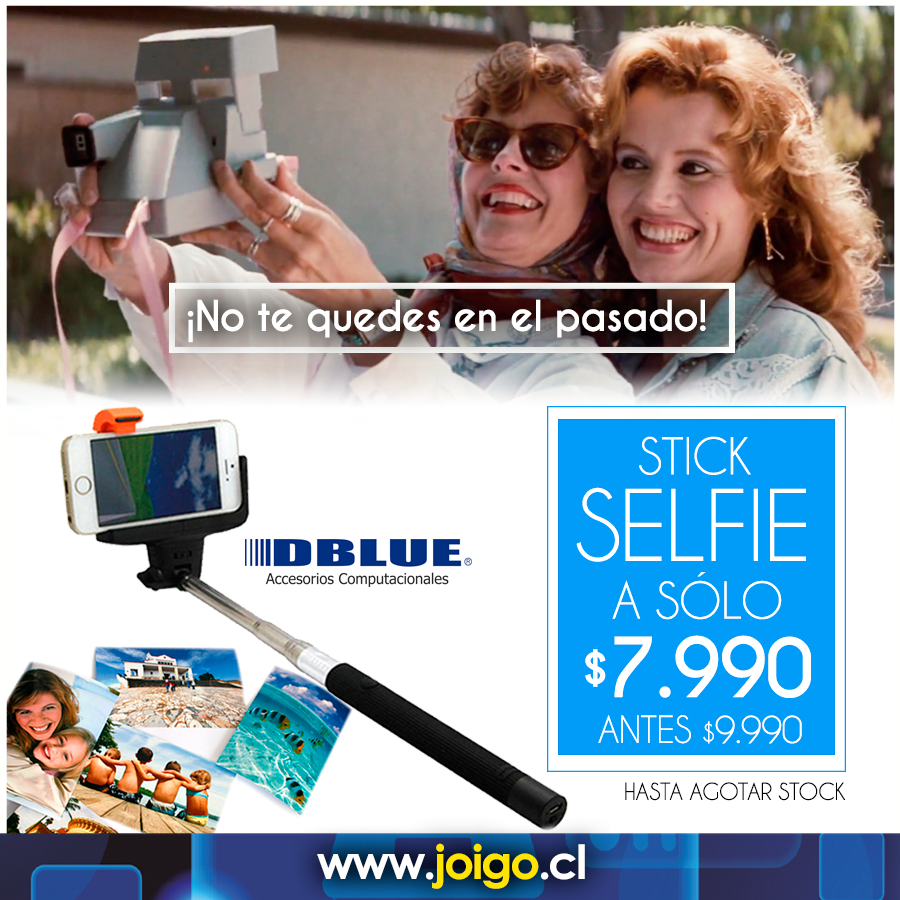 ¡No te quedes en el pasado!
DBLUE®
Accesorios Computacionales
STICK
SELFIE
A SÓLO
$7.990
ANTES $9.990
HASTA AGOTAR STOCK
www.joigo.cl